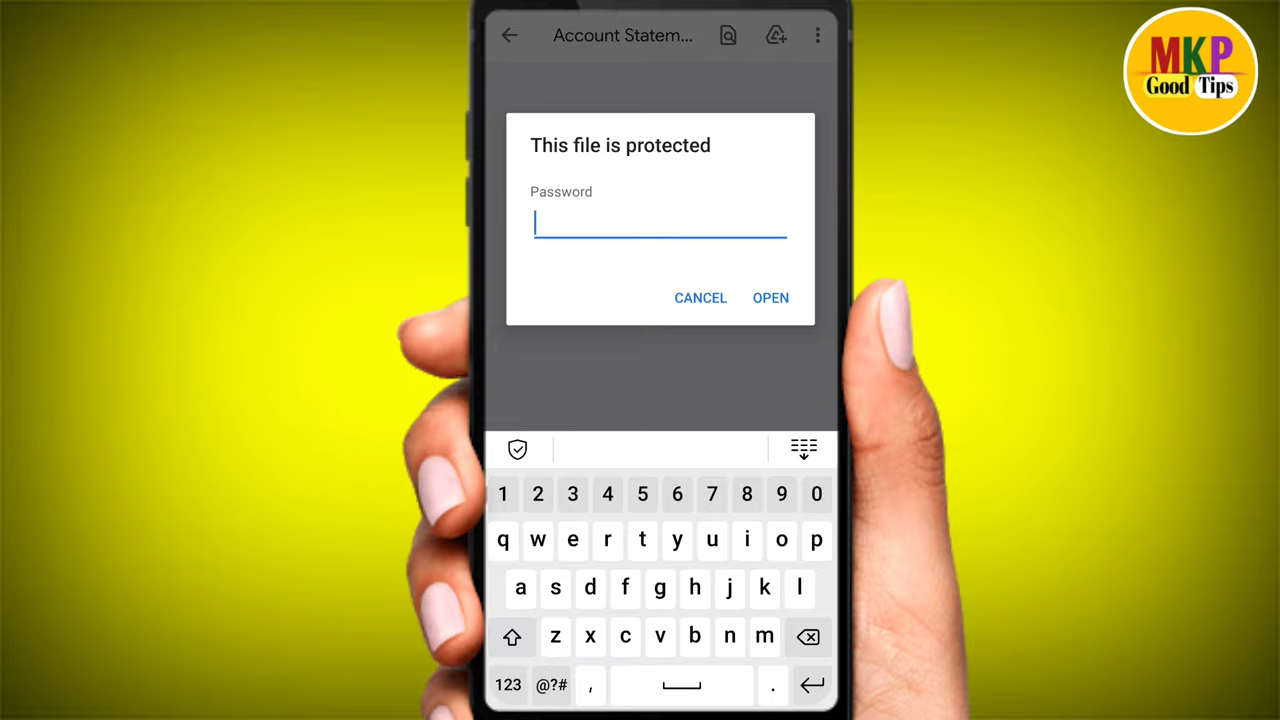 Account Statem...
MKP
Good Tips
This file is protected
Password
CANCEL OPEN
1 2 3 4 5 6 7 8 9 0
q w e r t y u i o p
a s d f g h j k l
z x c v b n m
123 @?# , .